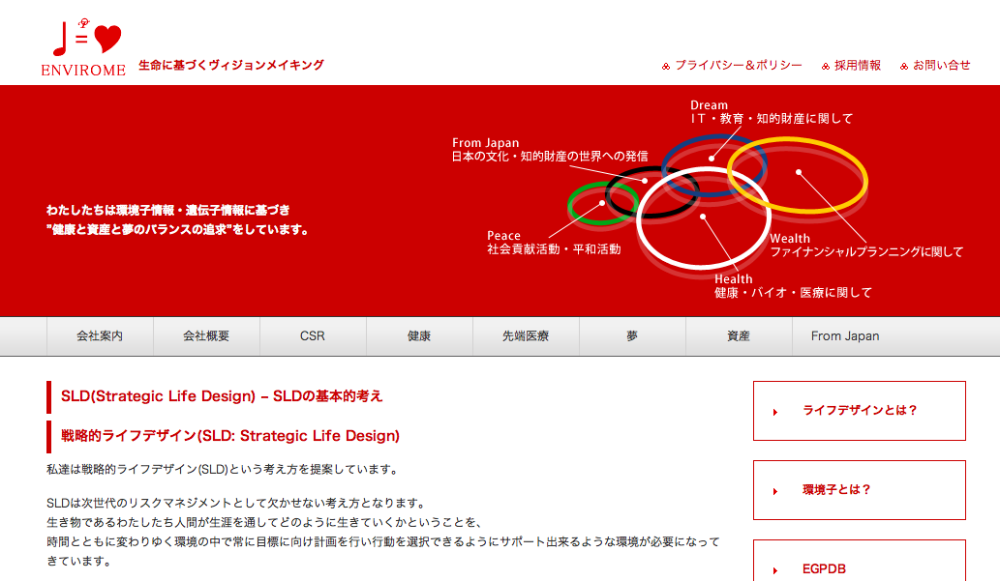 ENVIROME
生命に基づくヴィジョンメイキング
プライバシー＆ポリシー
採用情報
お問い合せ
Dream
IT・教育・知的財産に関して
From Japan
日本の文化・知的財産の世界への発信
わたしたちは環境子情報・遺伝子情報に基づき
”健康と資産と夢のバランスの追求”をしています。
Peace
社会貢献活動・平和活動
Wealth
ファイナンシャルプランニングに関して
Health
健康・バイオ・医療に関して
会社案内
会社概要
CSR
健康
先端医療
夢
資産
From Japan
SLD(Strategic Life Design) – SLDの基本的考え
戦略的ライフデザイン(SLD: Strategic Life Design)
私達は戦略的ライフデザイン(SLD)という考え方を提案しています。
SLDは次世代のリスクマネジメントとして欠かせない考え方となります。
生き物であるわたしたち人間が生涯を通してどのように生きていくかということを、
時間とともに変わりゆく環境の中で常に目標に向け計画を行い行動を選択できるようにサポート出来るような環境が必要になって
きています。
ライフデザインとは？
環境子とは？
EGPDB